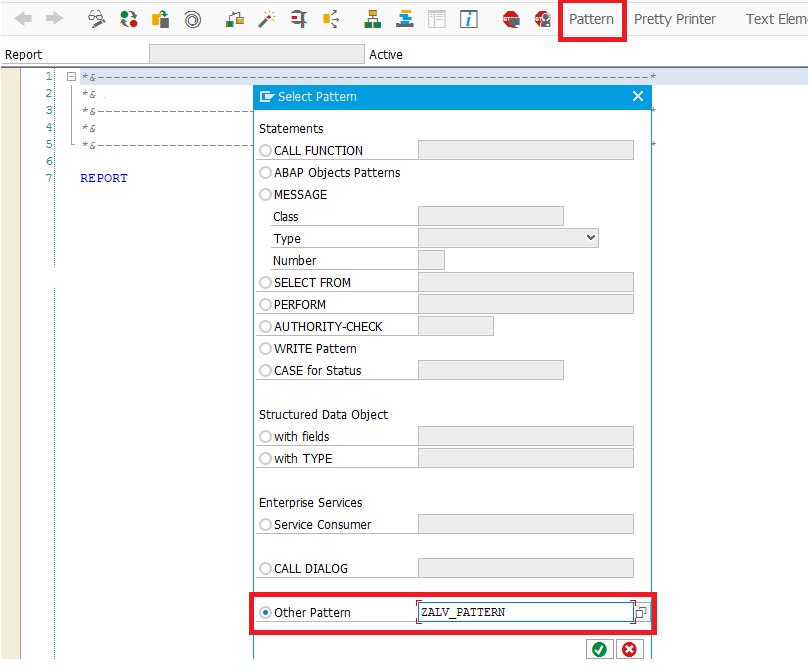 Pattern Pretty Printer Text Elem
Report Active
1 *&---------------------------------------------------------------------*
2 *&
3 *&---------------------------------------------------------------------*
4 *&
5 *&---------------------------------------------------------------------*
6
7 REPORT
Select Pattern
Statements
CALL FUNCTION
ABAP Objects Patterns
MESSAGE
Class
Type
Number
SELECT FROM
PERFORM
AUTHORITY-CHECK
WRITE Pattern
CASE for Status
Structured Data Object
with fields
with TYPE
Enterprise Services
Service Consumer
CALL DIALOG
Other Pattern ZALV_PATTERN